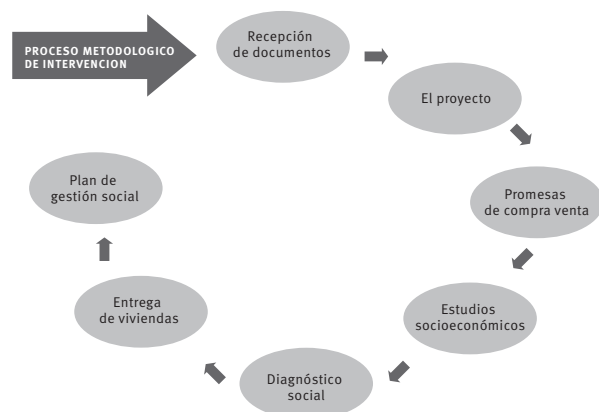 PROCESO METODOLOGICO
DE INTERVENCION
Recepción
de documentos
El proyecto
Promesas
de compra venta
Estudios
socioeconómicos
Diagnóstico
social
Entrega
de viviendas
Plan de
gestión social